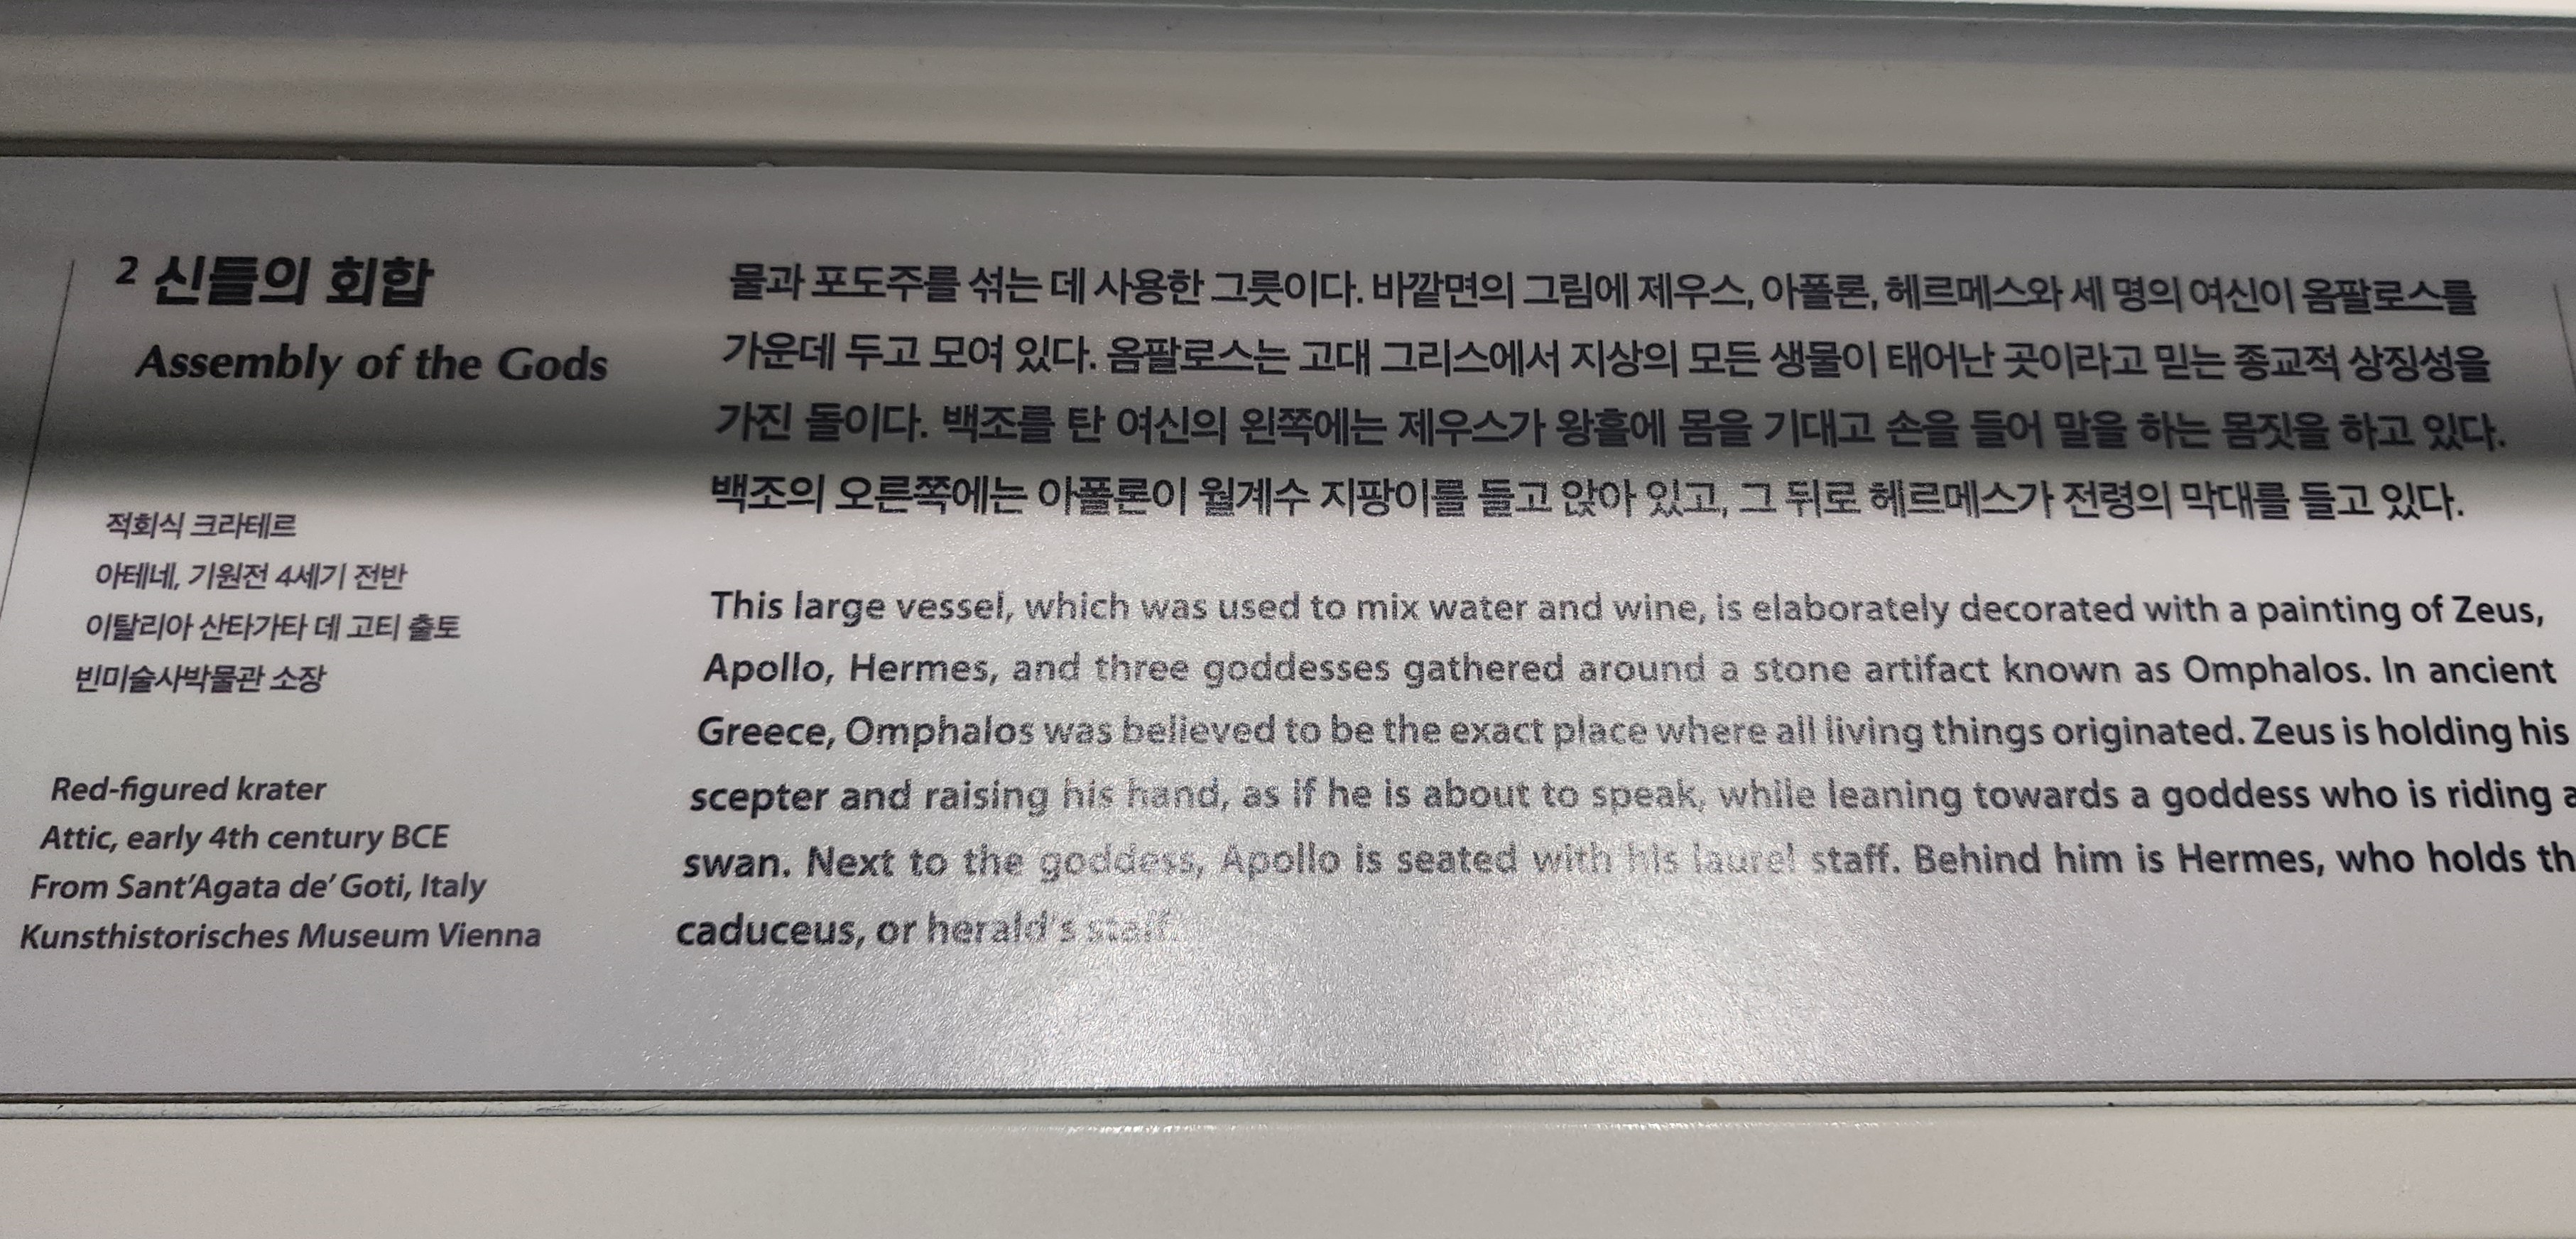 2 신들의 회합
Assembly of the Gods
적회식 크라테르
아테네, 기원전 4세기 전반
이탈리아 산타가타 데 고티 출토
빈미술사박물관 소장
Red-figured krater
Attic, early 4th century BCE
From Sant'Agata de' Goti, Italy
Kunsthistorisches Museum Vienna
물과 포도주를 섞는 데 사용한 그릇이다. 바깥면의 그림에 제우스, 아폴론, 헤르메스와 세 명의 여신이 옴팔로스를
가운데 두고 모여 있다. 옴팔로스는 고대 그리스에서 지상의 모든 생물이 태어난 곳이라고 믿는 종교적 상징성을
가진 돌이다. 백조를 탄 여신의 왼쪽에는 제우스가 왕홀에 몸을 기대고 손을 들어 말을 하는 몸짓을 하고 있다.
백조의 오른쪽에는 아폴론이 월계수 지팡이를 들고 앉아 있고, 그 뒤로 헤르메스가 전령의 막대를 들고 있다.
This large vessel, which was used to mix water and wine, is elaborately decorated with a painting of Zeus,
Apollo, Hermes, and three goddesses gathered around a stone artifact known as Omphalos. In ancient
Greece, Omphalos was believed to be the exact place where all living things originated. Zeus is holding his
scepter and raising his hand, as if he is about to speak, while leaning towards a goddess who is riding a
swan. Next to the goddess, Apollo is seated with his laurel staff. Behind him is Hermes, who holds th
caduceus, or herald's staff.